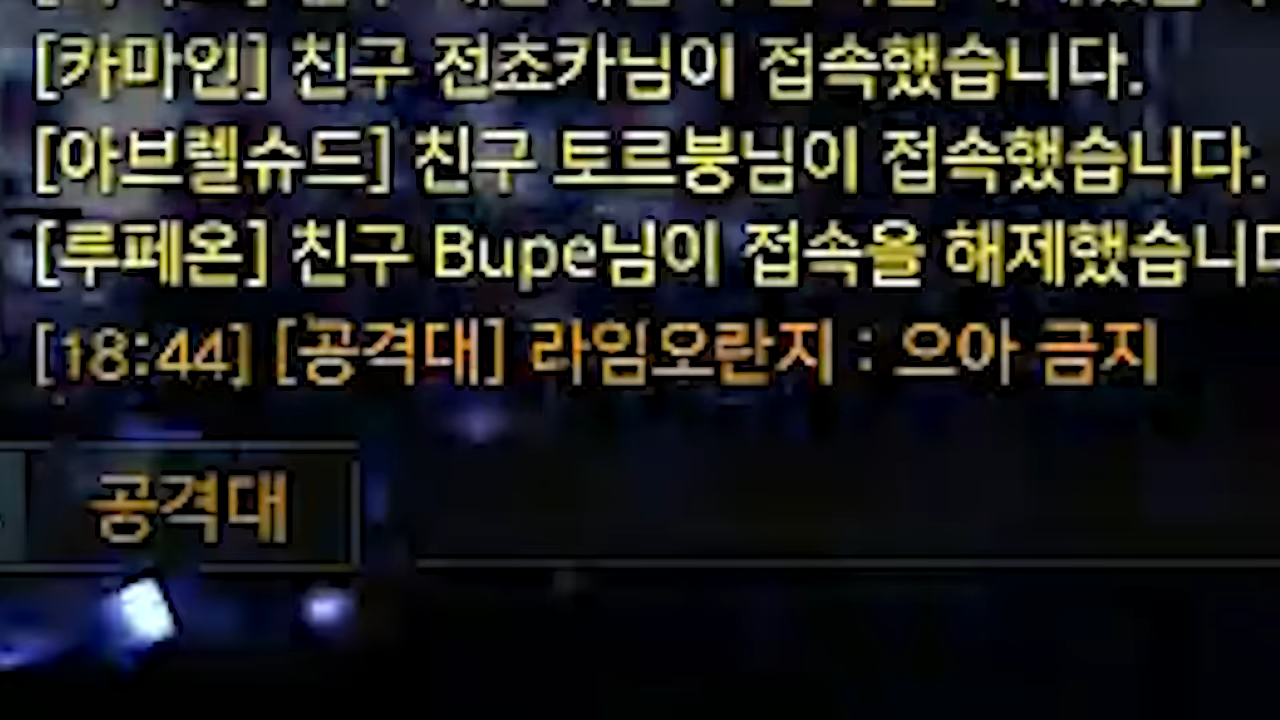 [카마인] 친구 전쵸카님이 접속했습니다.
[아브렐슈드] 친구 토르붕님이 접속했습니다.
[루페온] 친구 Bupe님이 접속을 해제했습니다
[18:44] [공격대] 라임오란지 : 으아 금지
공격대